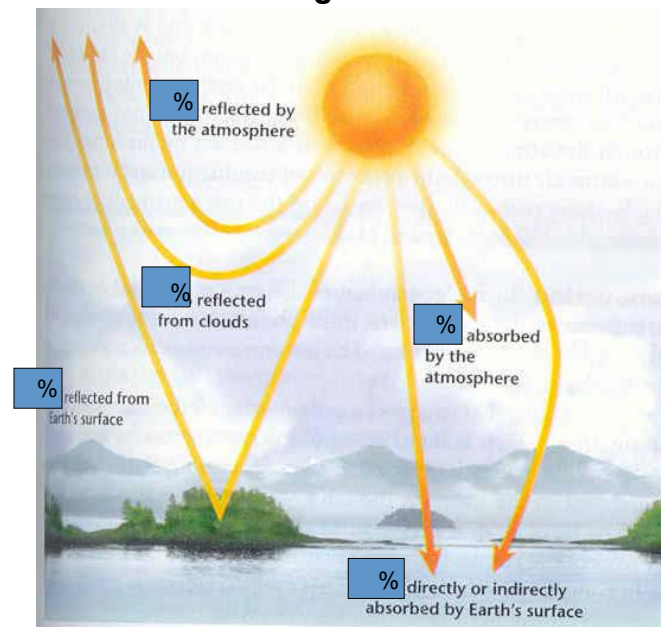 % reflected by
the atmosphere
% reflected
from clouds
% absorbed
by the
atmosphere
% reflected from
Earth's surface
% directly or indirectly
absorbed by Earth's surface